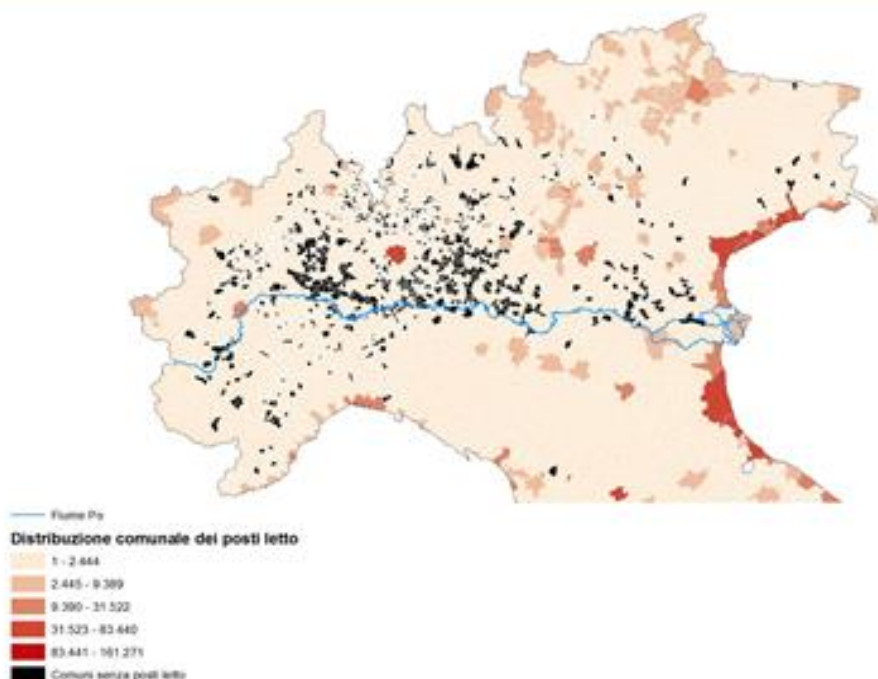 Fiume Po
Distribuzione comunale dei posti letto
1 - 2.444
2.445 - 9.389
9.390 - 31.522
31.523 - 83.440
83.441 - 161.271
Comuni senza posti letto